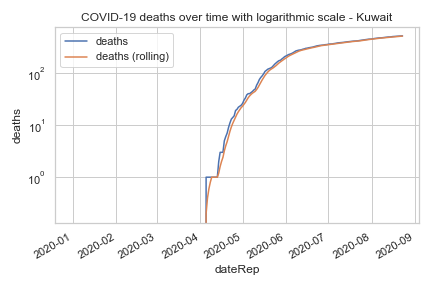 COVID-19 deaths over time with logarithmic scale - Kuwait
deaths
deaths (rolling)
10²
10¹
10⁰
deaths
2020-01
2020-02
2020-03
2020-04
2020-05
2020-06
2020-07
2020-08
2020-09
dateRep